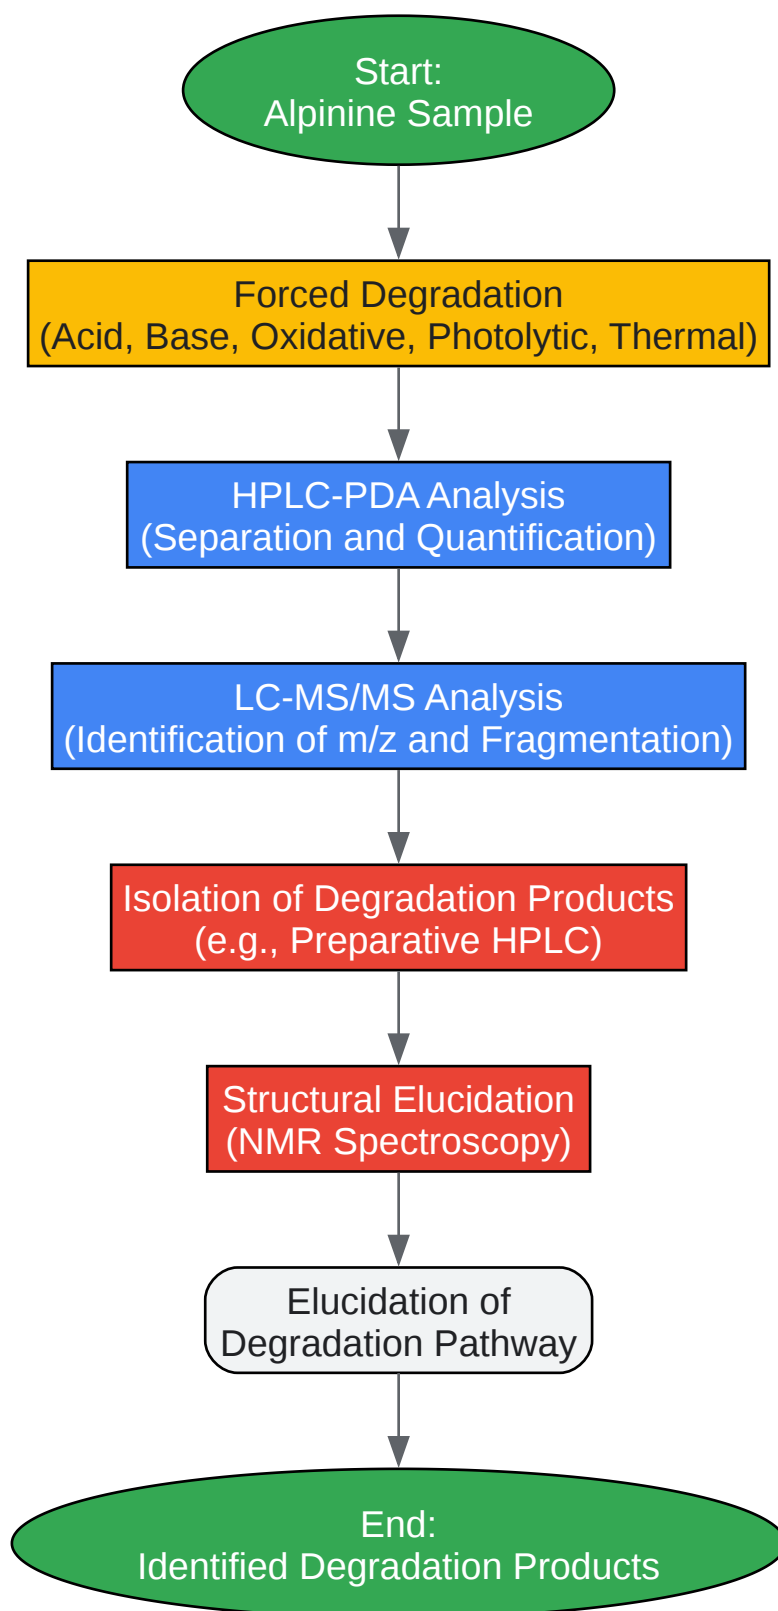 Start:
Alpinine Sample
Forced Degradation
(Acid, Base, Oxidative, Photolytic, Thermal)
HPLC-PDA Analysis
(Separation and Quantification)
LC-MS/MS Analysis
(Identification of m/z and Fragmentation)
Isolation of Degradation Products
(e.g., Preparative HPLC)
Structural Elucidation
(NMR Spectroscopy)
Elucidation of
Degradation Pathway
End:
Identified Degradation Products